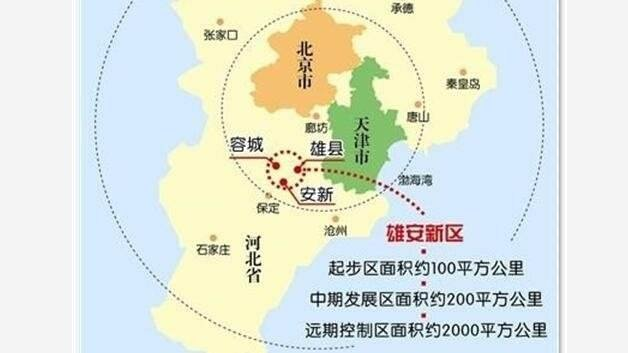 承德
张家口
北京市
秦皇岛
唐山
廊坊
天津市
容城
雄县
安新
渤海湾
保定
沧州
石家庄
河北省
雄安新区
起步区面积约100平方公里
中期发展区面积约200平方公里
远期控制区面积约2000平方公里